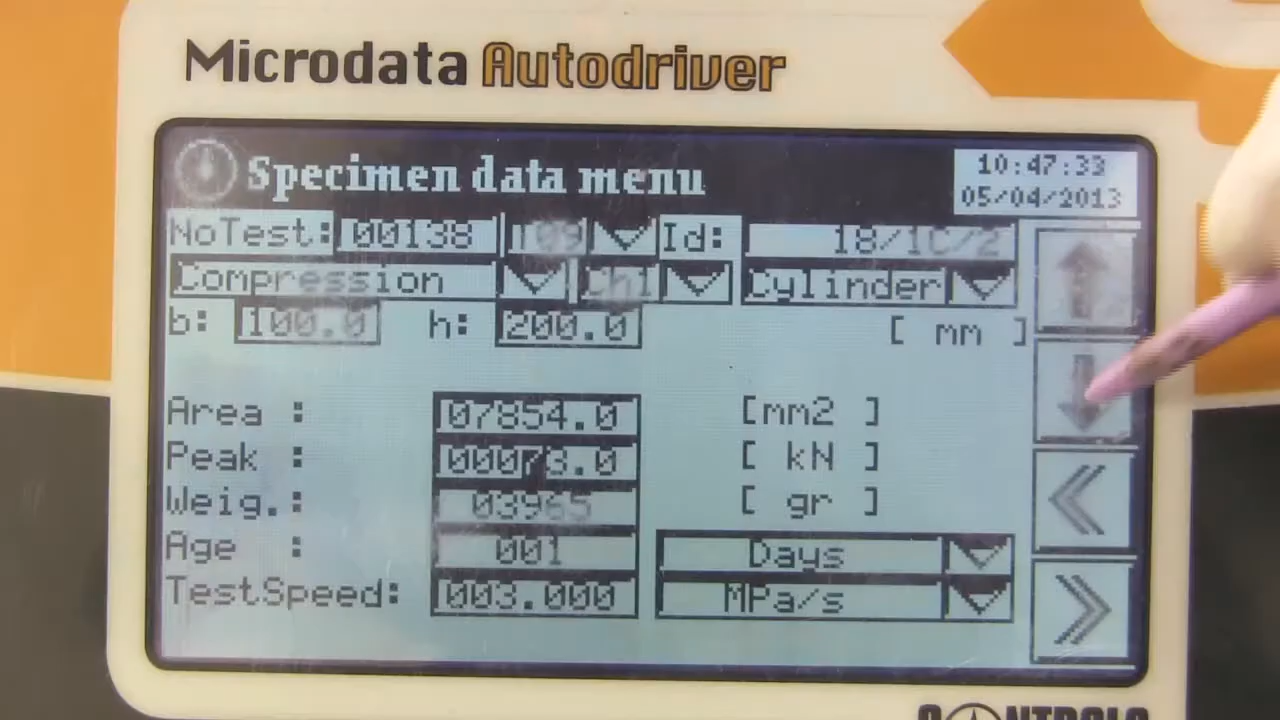 Microdata Autodriver
Specimen data menu
10:47:33
05/04/2013
NoTest: 00138 09 Id: 18/1C/2
Compression Ch1 Cylinder
b: 100.0 h: 200.0 [ mm ]
Area : 07854.0 [mm2 ]
Peak : 00073.0 [ kN ]
Weig.: 03965 [ gr ]
Age : 001 Days
TestSpeed: 003.000 MPa/s
CONTROLS